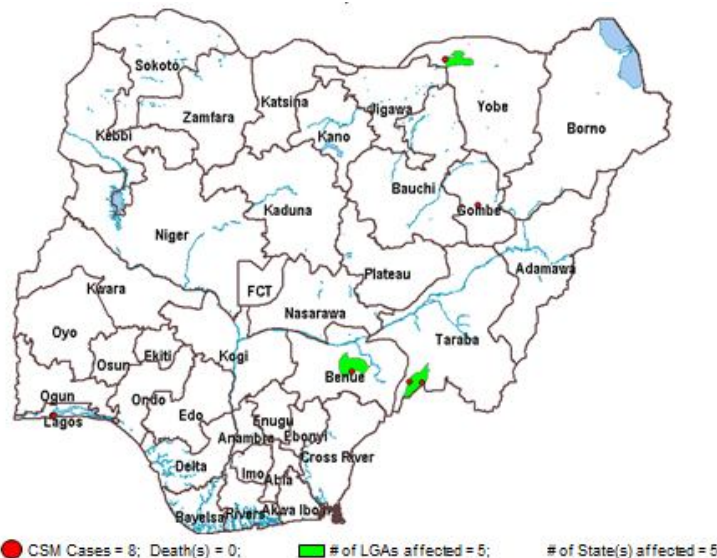 Sokoto
Zamfara
Katsina
Jigawa
Yobe
Kebbi
Kano
Borno
Bauchi
Gombe
Kaduna
Niger
Plateau
Adamawa
FCT
Kwara
Nasarawa
Oyo
Taraba
Osun
Ekiti
Kogi
Benue
Ogun
Ondo
Lagos
Edo
Enugu
Anambra
Ebonyi
Cross River
Delta
Imo
Abia
Bayelsa
Rivers
Akwa Ibom
CSM Cases = 8; Death(s) = 0; # of LGAs affected = 5; # of State(s) affected = 5